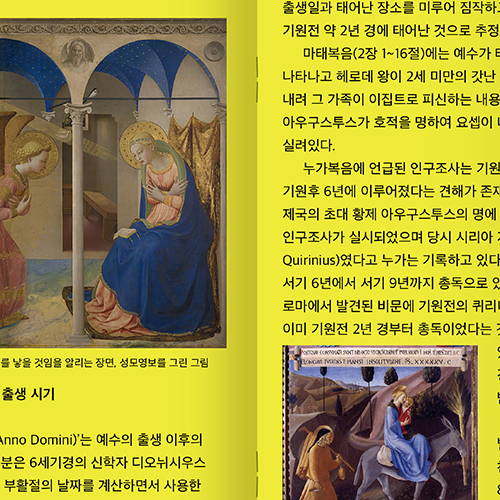 를 낳을 것임을 알리는 장면, 성모영보를 그린 그림
출생 시기
Anno Domini)'는 예수의 출생 이후의
분은 6세기경의 신학자 디오뉘시우스
부활절의 날짜를 계산하면서 사용한
출생일과 태어난 장소를 미루어 짐작하
기원전 약 2년 경에 태어난 것으로 추정
마태복음(2장 1~16절)에는 예수가
나타나고 헤로데 왕이 2세 미만의 갓난
내려 그 가족이 이집트로 피신하는 내용
아우구스투스가 호적을 명하여 요셉이
실려있다.
누가복음에 언급된 인구조사는 기원
기원후 6년에 이루어졌다는 견해가 존재
제국의 초대 황제 아우구스투스의 명에
인구조사가 실시되었으며 당시 시리아
Quirinius)였다고 누가는 기록하고 있다
서기 6년에서 서기 9년까지 총독으로 있
로마에서 발견된 비문에 기원전의 퀴리
이미 기원전 2년 경부터 총독이었다는